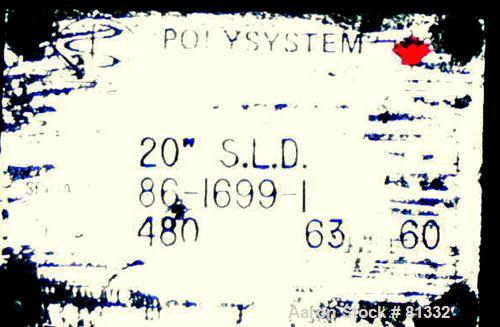 POLYSYSTEM
20" S.L.D.
86-1699-1
480 63 60
Aaron Stock # 81332